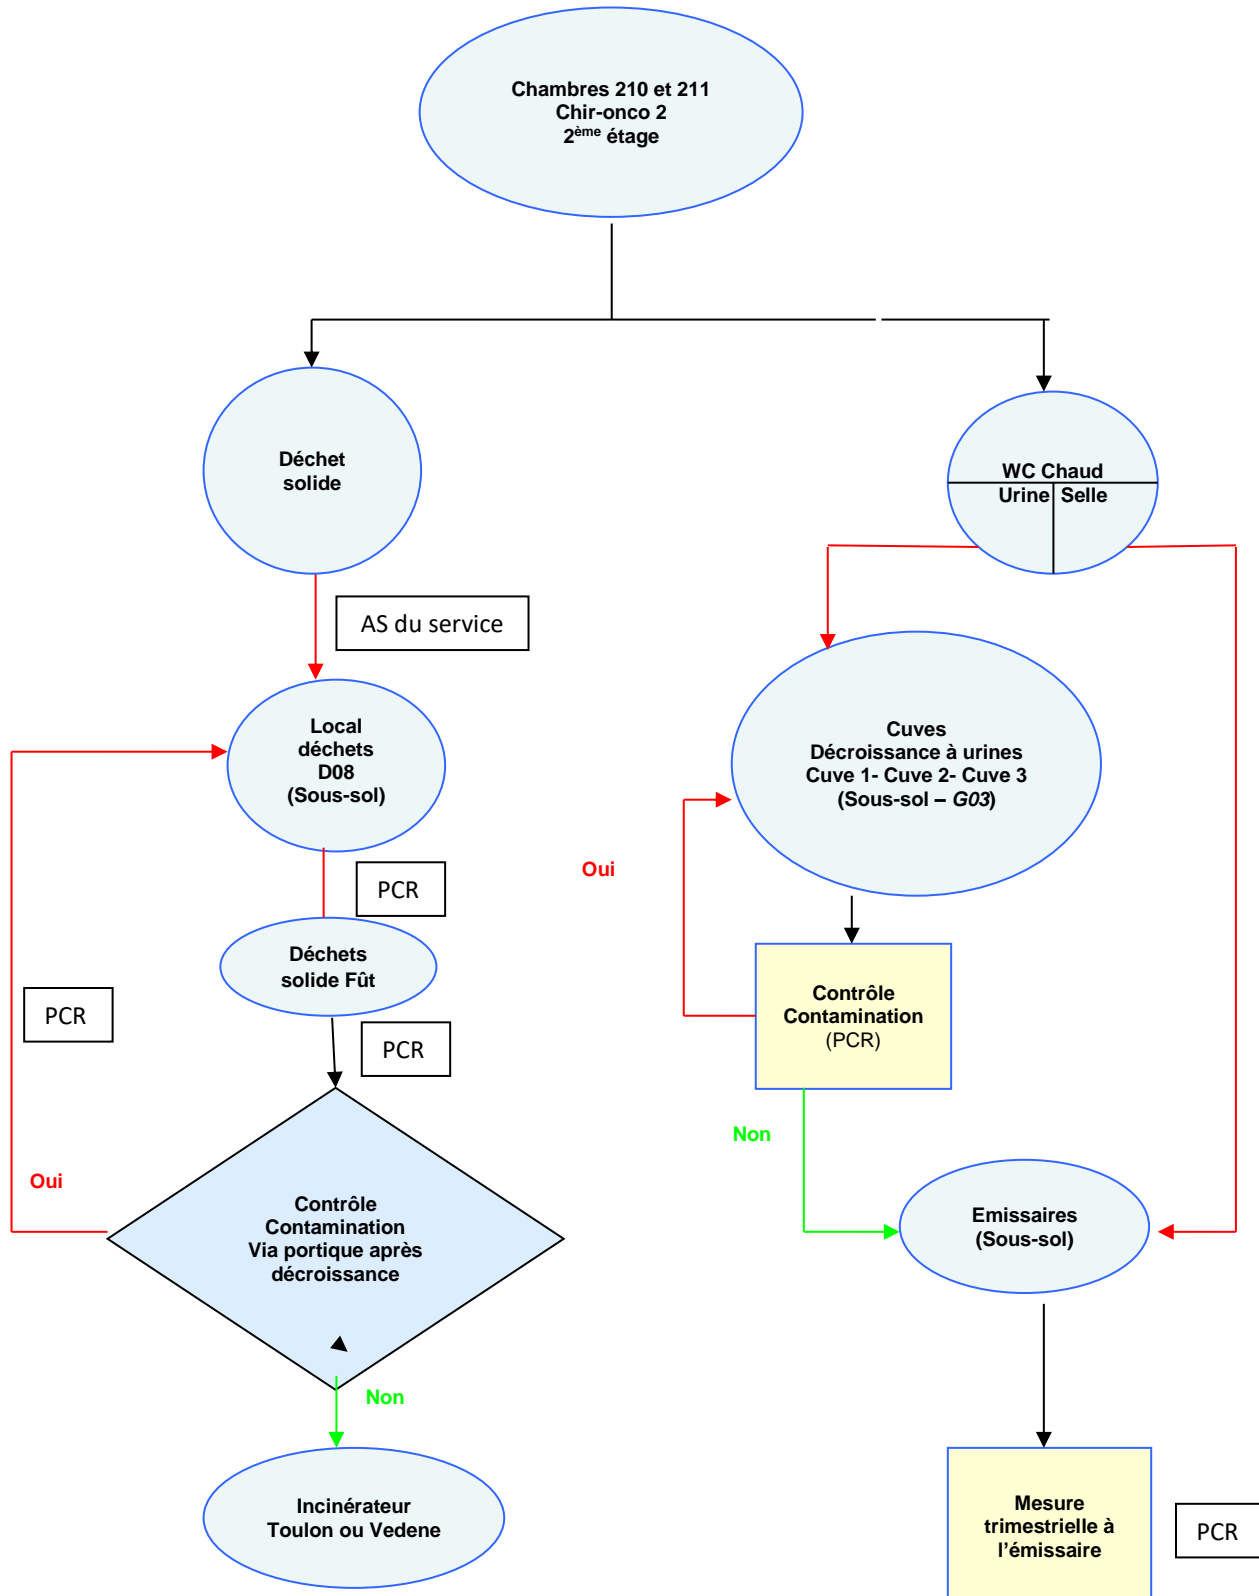 Chambres 210 et 211
Chir-onco 2
2ème étage
Déchet
solide
WC Chaud
Urine Selle
AS du service
Local
déchets
D08
(Sous-sol)
Cuves
Décroissance à urines
Cuve 1- Cuve 2- Cuve 3
(Sous-sol – G03)
Oui
PCR
Déchets
solide Fût
PCR
PCR
Contrôle
Contamination
(PCR)
Non
Oui
Contrôle
Contamination
Via portique après
décroissance
Emissaires
(Sous-sol)
Non
Incinérateur
Toulon ou Vedene
Mesure
trimestrielle à
l’émissaire
PCR